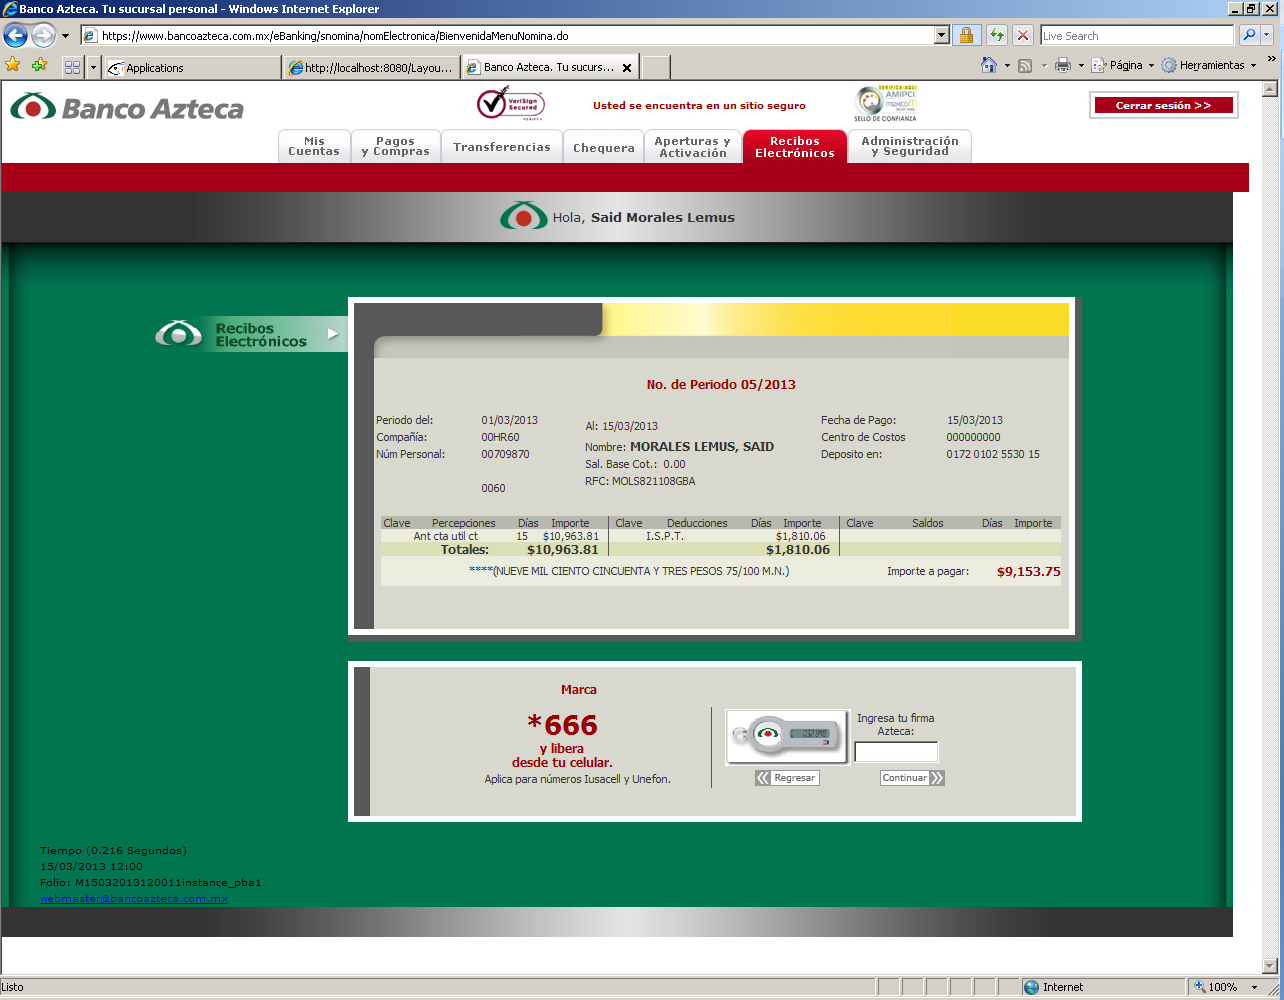 Banco Azteca. Tu sucursal personal - Windows Internet Explorer
https://www.bancoazteca.com.mx/eBanking/snomina/nomElectronica/BienvenidaMenuNomina.do
Live Search
Applications
http://localhost:8080/Layou...
Banco Azteca. Tu sucurs...
Página
Herramientas
Banco Azteca
VeriSign Secured
VERIFY
Usted se encuentra en un sitio seguro
VERIFICA AQUI
AMIPCI
SELLO DE CONFIANZA
Cerrar sesión >>
Mis Cuentas
Pagos y Compras
Transferencias
Chequera
Aperturas y Activación
Recibos Electrónicos
Administración y Seguridad
Hola, Said Morales Lemus
Recibos
Electrónicos
No. de Periodo 05/2013
Periodo del: 01/03/2013 Al: 15/03/2013 Fecha de Pago: 15/03/2013
Compañía: 00HR60 Nombre: MORALES LEMUS, SAID Centro de Costos 000000000
Núm Personal: 00709870 Sal. Base Cot.: 0.00 Deposito en: 0172 0102 5530 15
0060 RFC: MOLS821108GBA
Clave Percepciones Días Importe Clave Deducciones Días Importe Clave Saldos Días Importe
Ant cta util ct 15 $10,963.81 I.S.P.T. $1,810.06
Totales: $10,963.81 $1,810.06
****(NUEVE MIL CIENTO CINCUENTA Y TRES PESOS 75/100 M.N.) Importe a pagar: $9,153.75
Marca
*666
y libera
desde tu celular.
Aplica para números Iusacell y Unefon.
Ingresa tu firma
Azteca:
Regresar
Continuar
Tiempo (0.216 Segundos)
15/03/2013 12:00
Folio: M15032013120011instance_pba1
webmaster@bancoazteca.com.mx
Listo
Internet
100%